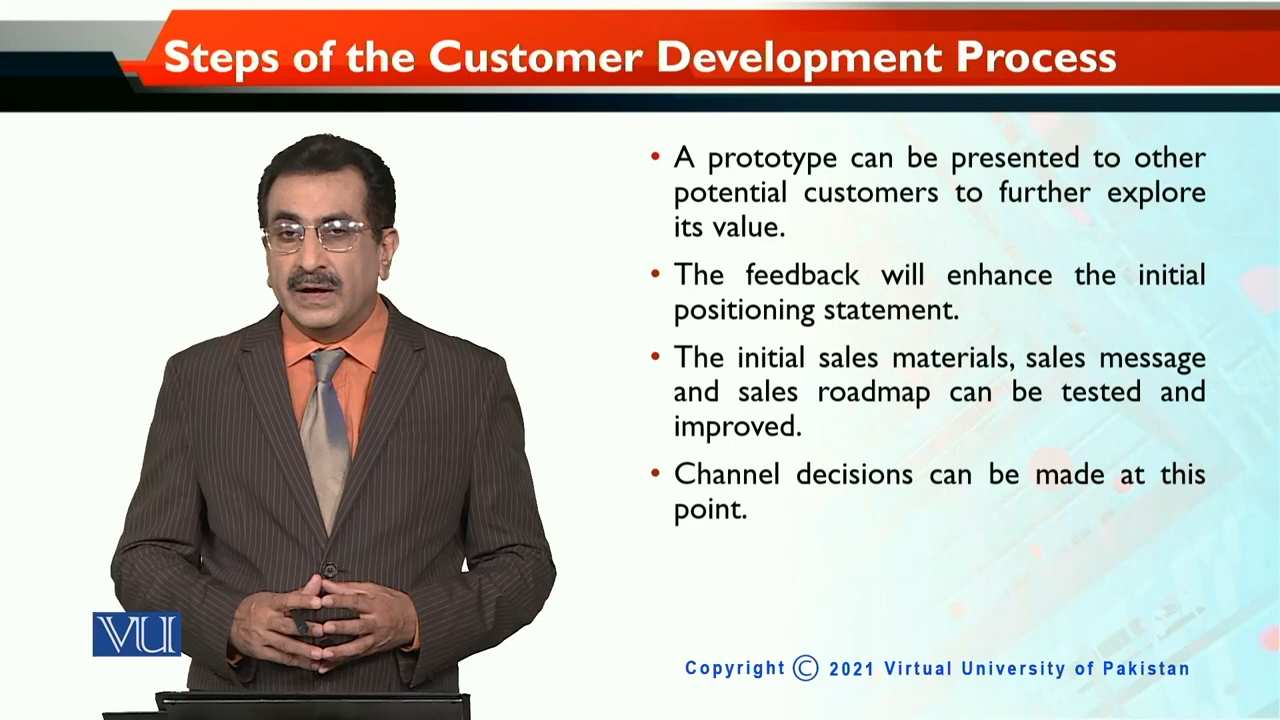 Steps of the Customer Development Process
• A prototype can be presented to other
potential customers to further explore
its value.
• The feedback will enhance the initial
positioning statement.
• The initial sales materials, sales message
and sales roadmap can be tested and
improved.
• Channel decisions can be made at this
point.
VU
Copyright © 2021 Virtual University of Pakistan